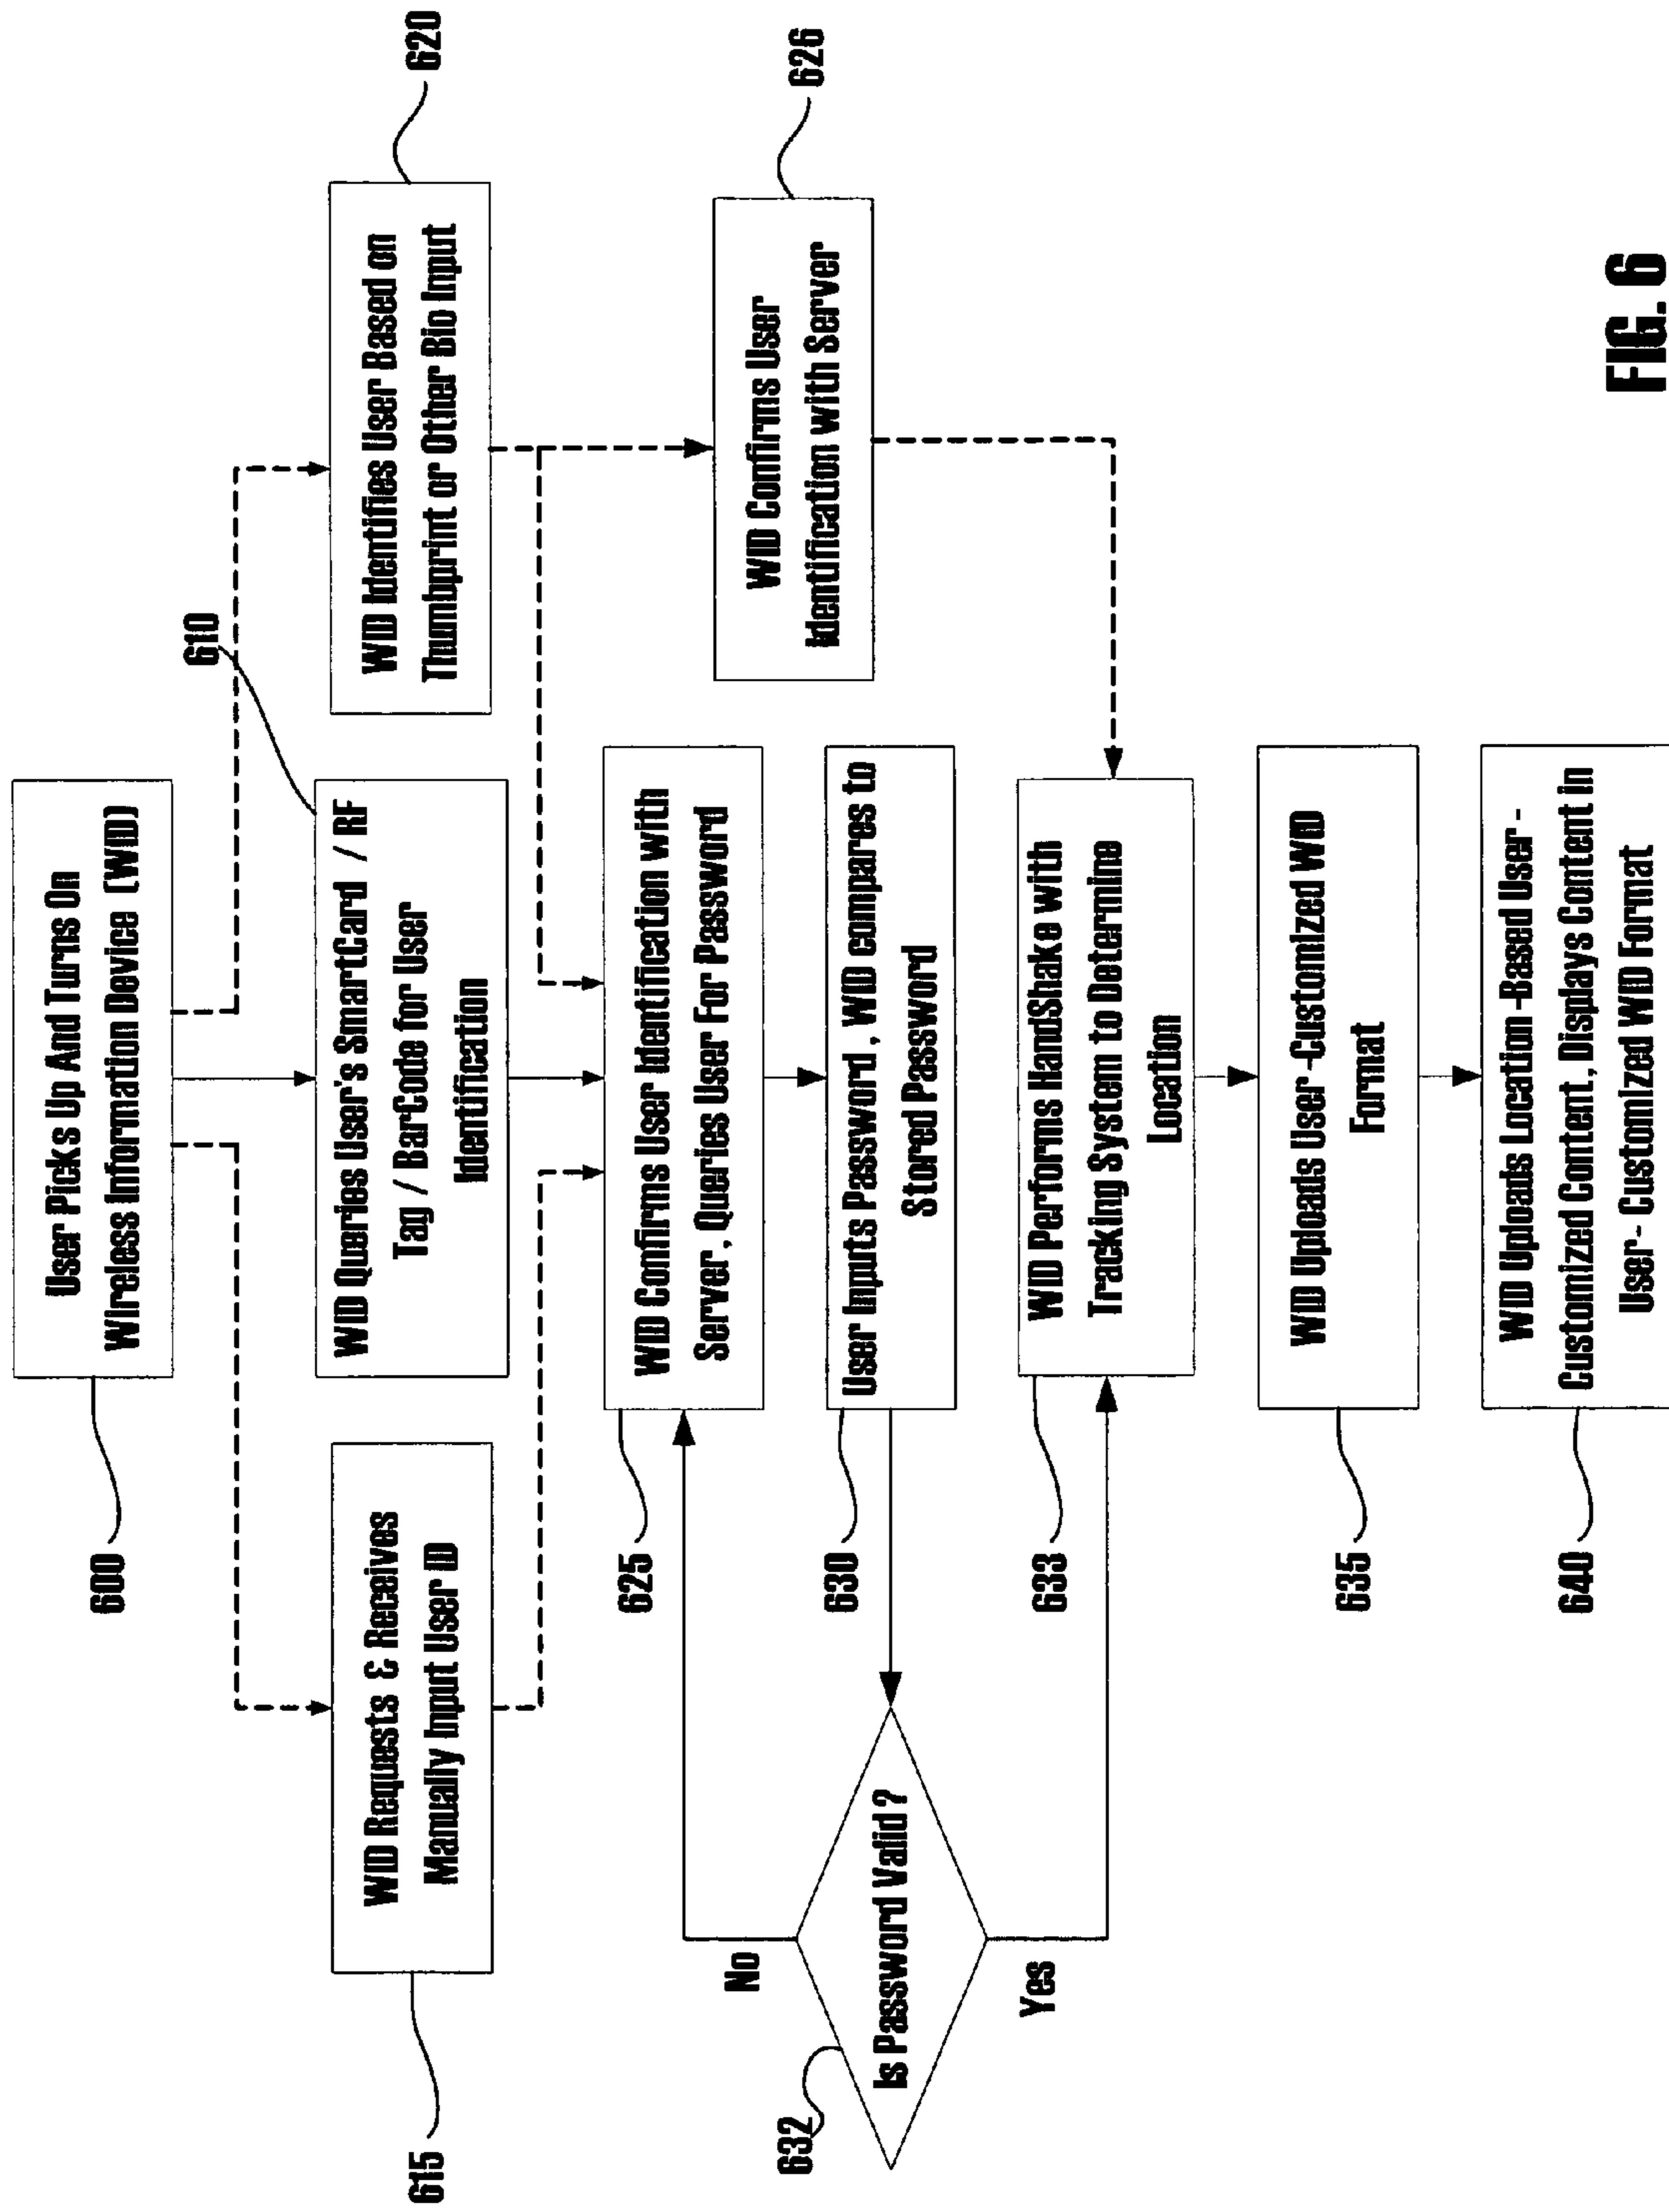 User Picks Up And Turns On
Wireless Information Device (WID)
600
610
WID Requests & Receives
Manually Input User ID
615
WID Queries User's SmartCard / RF
Tag / BarCode for User
Identification
WID Identifies User Based on
Thumbprint or Other Bio Input
620
WID Confirms User Identification with
Server, Queries User For Password
625
WID Confirms User
Identification with Server
626
User Inputs Password, WID compares to
Stored Password
630
No
Is Password Valid?
632
Yes
WID Performs HandShake with
Tracking System to Determine
Location
633
WID Uploads User-Customized WID
Format
635
WID Uploads Location-Based User-
Customized Content, Displays Content in
User-Customized WID Format
640
FIG. 6